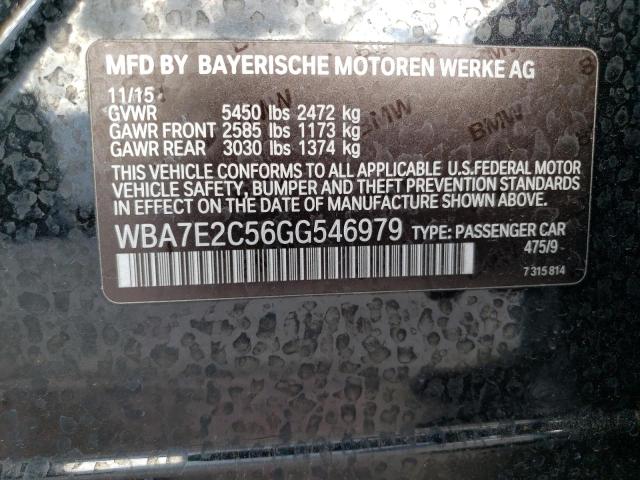 MFD BY BAYERISCHE MOTOREN WERKE AG
11/15
GVWR 5450 lbs 2472 kg
GAWR FRONT 2585 lbs 1173 kg
GAWR REAR 3030 lbs 1374 kg
THIS VEHICLE CONFORMS TO ALL APPLICABLE U.S.FEDERAL MOTOR
VEHICLE SAFETY, BUMPER AND THEFT PREVENTION STANDARDS
IN EFFECT ON THE DATE OF MANUFACTURE SHOWN ABOVE.
WBA7E2C56GG546979 TYPE: PASSENGER CAR
475/9
7 315 814
BMW
BMW